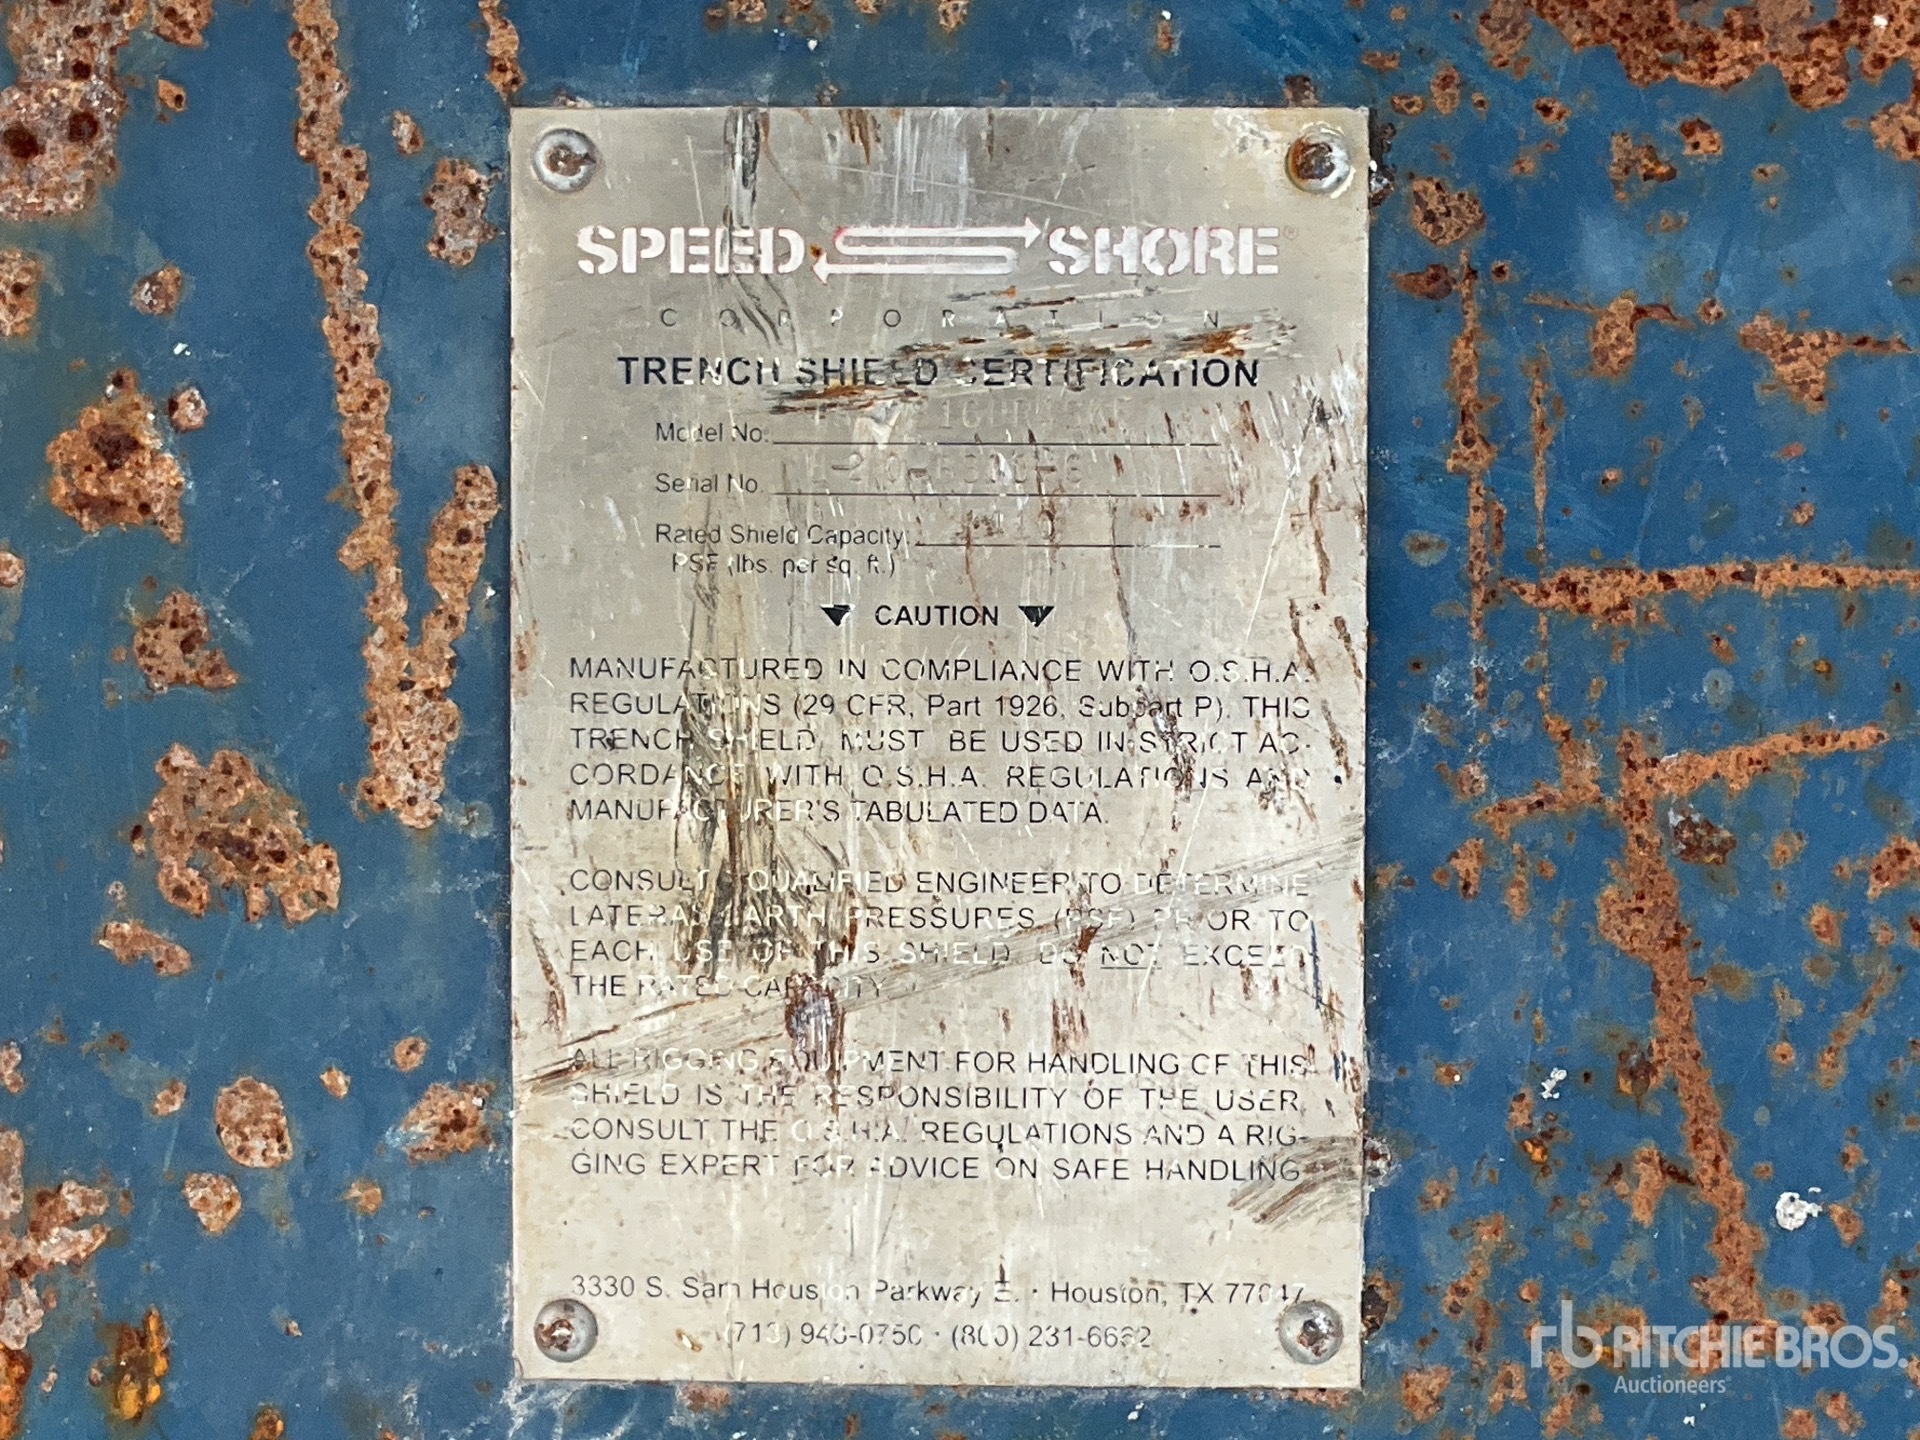 SPEED SHORE®
CORPORATION
TRENCH SHIELD CERTIFICATION
Model No:
Serial No.
Rated Shield Capacity:
PSF (lbs. per sq. ft.)
CAUTION
MANUFACTURED IN COMPLIANCE WITH O.S.H.A.
REGULATIONS (29 CFR, Part 1926, Subpart P). THIS
TRENCH SHIELD, MUST BE USED IN STRICT AC-
CORDANCE WITH O.S.H.A. REGULATIONS AND
MANUFACTURER'S TABULATED DATA.
CONSULT QUALIFIED ENGINEER TO DETERMINE
LATERAL EARTH PRESSURES (PSF) PRIOR TO
EACH USE OF THIS SHIELD. DO NOT EXCEED
THE RATED CAPACITY
ALL RIGGING EQUIPMENT FOR HANDLING OF THIS
SHIELD IS THE RESPONSIBILITY OF THE USER.
CONSULT THE O.S.H.A. REGULATIONS AND A RIG-
GING EXPERT FOR ADVICE ON SAFE HANDLING
3330 S. Sam Houston Parkway E. · Houston, TX 77047
(713) 943-0750 · (800) 231-6662
rb RITCHIE BROS.
Auctioneers